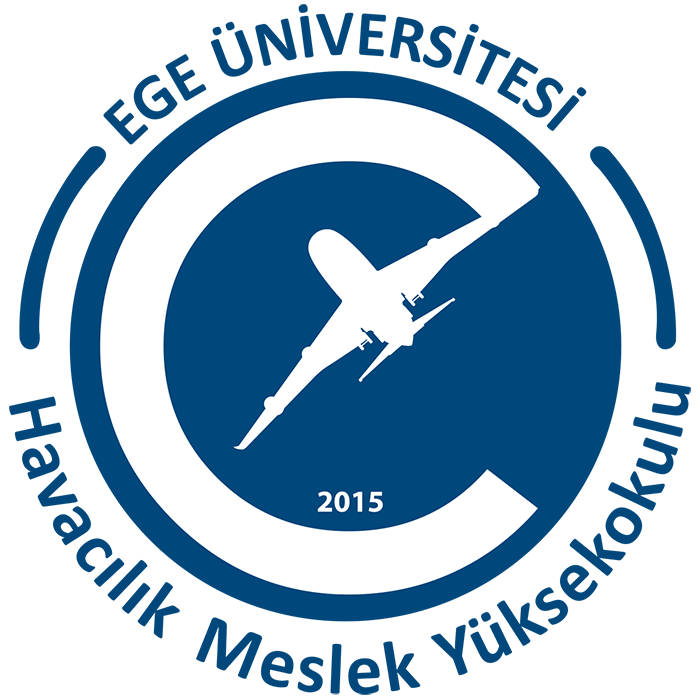 EGE ÜNİVERSİTESİ
2015
Havacılık Meslek Yüksekokulu